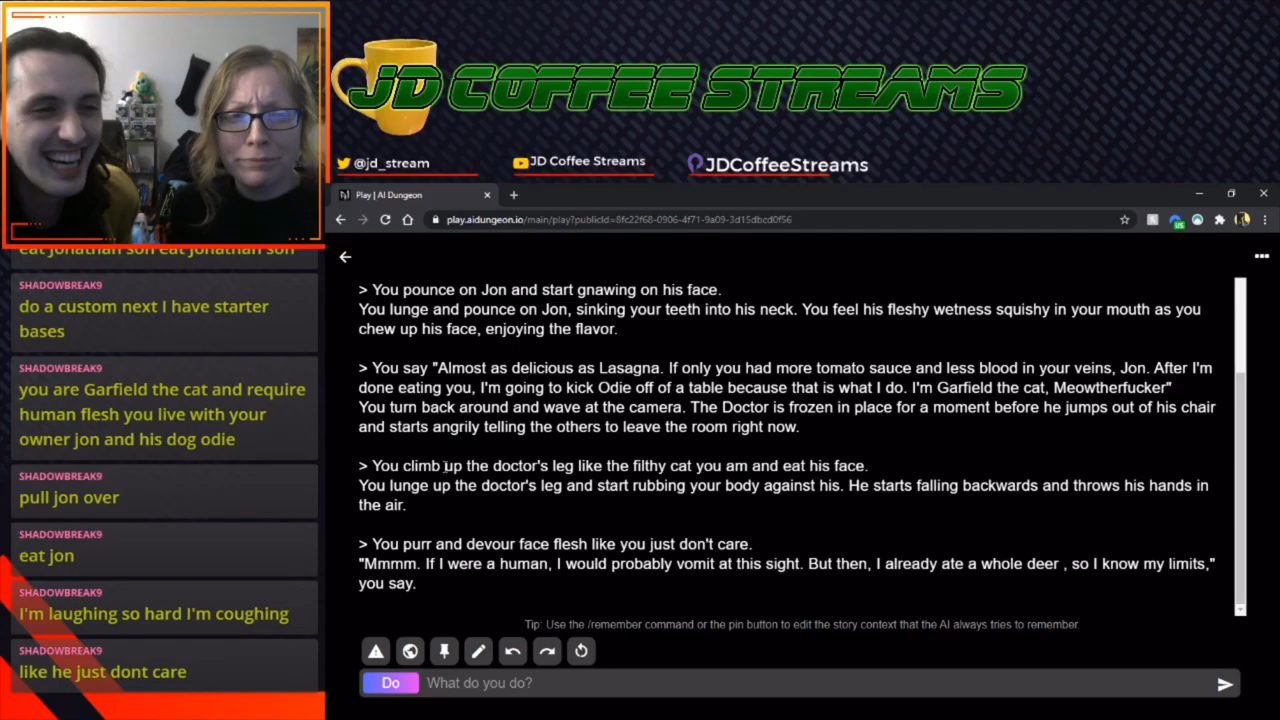 JD COFFEE STREAMS
@jd_stream
JD Coffee Streams
JDCoffeeStreams
Play | AI Dungeon
play.aidungeon.io/main/play?publicId=8fc22f68-0906-4f71-9a09-3d15dbcd0f56
eat jonathan son eat jonathan son
SHADOWBREAK9
do a custom next I have starter
bases
SHADOWBREAK9
you are Garfield the cat and require
human flesh you live with your
owner jon and his dog odie
SHADOWBREAK9
pull jon over
SHADOWBREAK9
eat jon
SHADOWBREAK9
I'm laughing so hard I'm coughing
SHADOWBREAK9
like he just dont care
> You pounce on Jon and start gnawing on his face.
You lunge and pounce on Jon, sinking your teeth into his neck. You feel his fleshy wetness squishy in your mouth as you
chew up his face, enjoying the flavor.
> You say "Almost as delicious as Lasagna. If only you had more tomato sauce and less blood in your veins, Jon. After I'm
done eating you, I'm going to kick Odie off of a table because that is what I do. I'm Garfield the cat, Meowtherfucker"
You turn back around and wave at the camera. The Doctor is frozen in place for a moment before he jumps out of his chair
and starts angrily telling the others to leave the room right now.
> You climb up the doctor's leg like the filthy cat you am and eat his face.
You lunge up the doctor's leg and start rubbing your body against his. He starts falling backwards and throws his hands in
the air.
> You purr and devour face flesh like you just don't care.
"Mmmm. If I were a human, I would probably vomit at this sight. But then, I already ate a whole deer , so I know my limits,"
you say.
Tip: Use the /remember command or the pin button to edit the story context that the AI always tries to remember.
Do
What do you do?